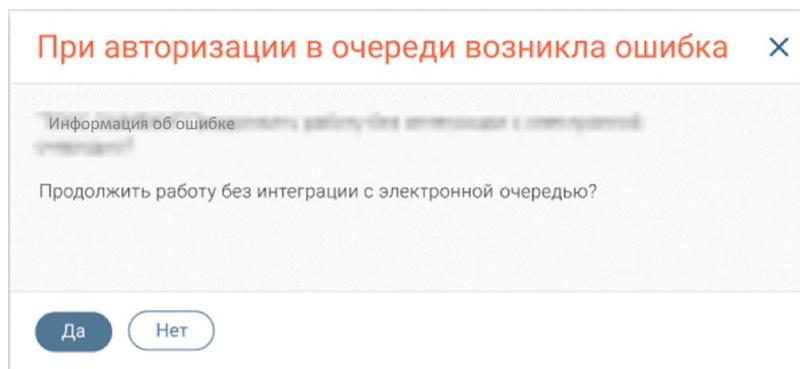 При авторизации в очереди возникла ошибка
Информация об ошибке
Продолжить работу без интеграции с электронной очередью?
Да
Нет